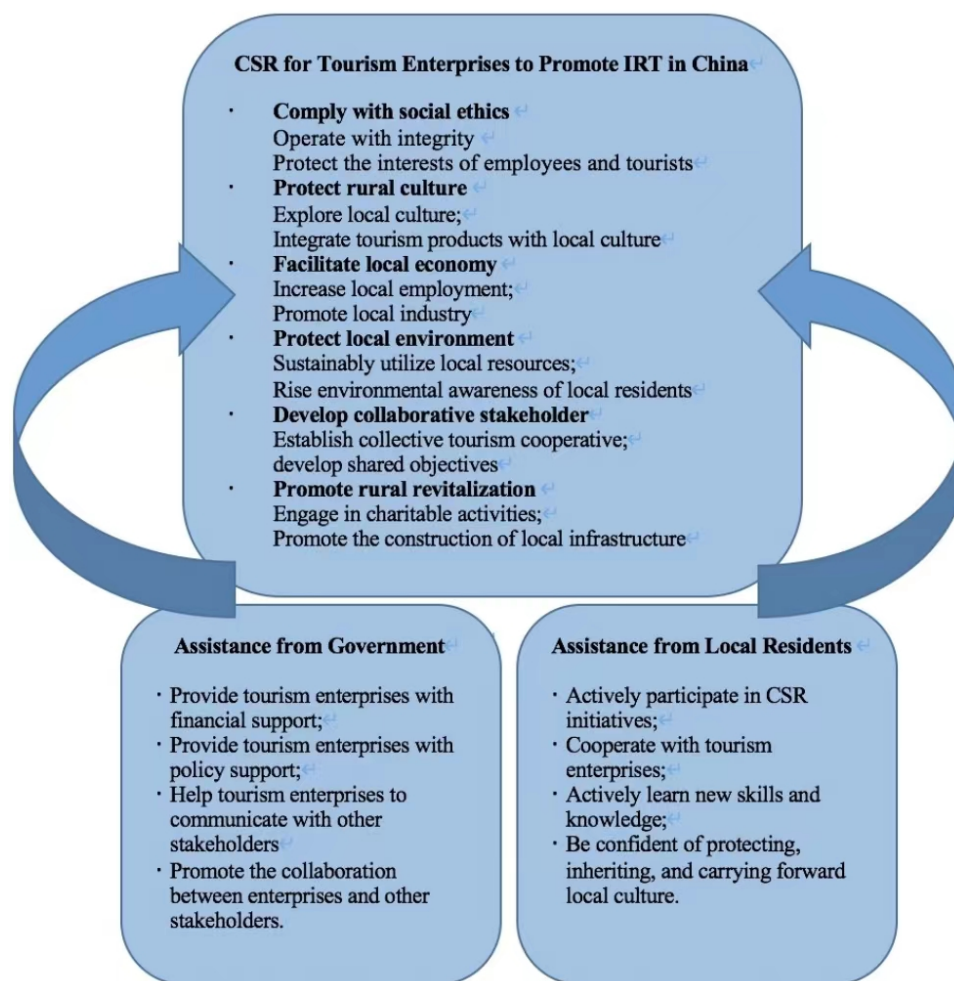 CSR for Tourism Enterprises to Promote IRT in China↵
· Comply with social ethics ↵
Operate with integrity ↵
Protect the interests of employees and tourists↵
· Protect rural culture ↵
Explore local culture;↵
Integrate tourism products with local culture↵
· Facilitate local economy ↵
Increase local employment;↵
Promote local industry↵
· Protect local environment ↵
Sustainably utilize local resources;↵
Rise environmental awareness of local residents↵
· Develop collaborative stakeholder↵
Establish collective tourism cooperative;↵
develop shared objectives↵
· Promote rural revitalization ↵
Engage in charitable activities;↵
Promote the construction of local infrastructure↵
Assistance from Government↵ ↵
· Provide tourism enterprises with
financial support;↵
· Provide tourism enterprises with
policy support;↵
· Help tourism enterprises to
communicate with other
stakeholders↵
· Promote the collaboration
between enterprises and other
stakeholders.
Assistance from Local Residents ↵
· Actively participate in CSR
initiatives;↵
· Cooperate with tourism
enterprises;↵
· Actively learn new skills and
knowledge;↵
· Be confident of protecting,
inheriting, and carrying forward
local culture.